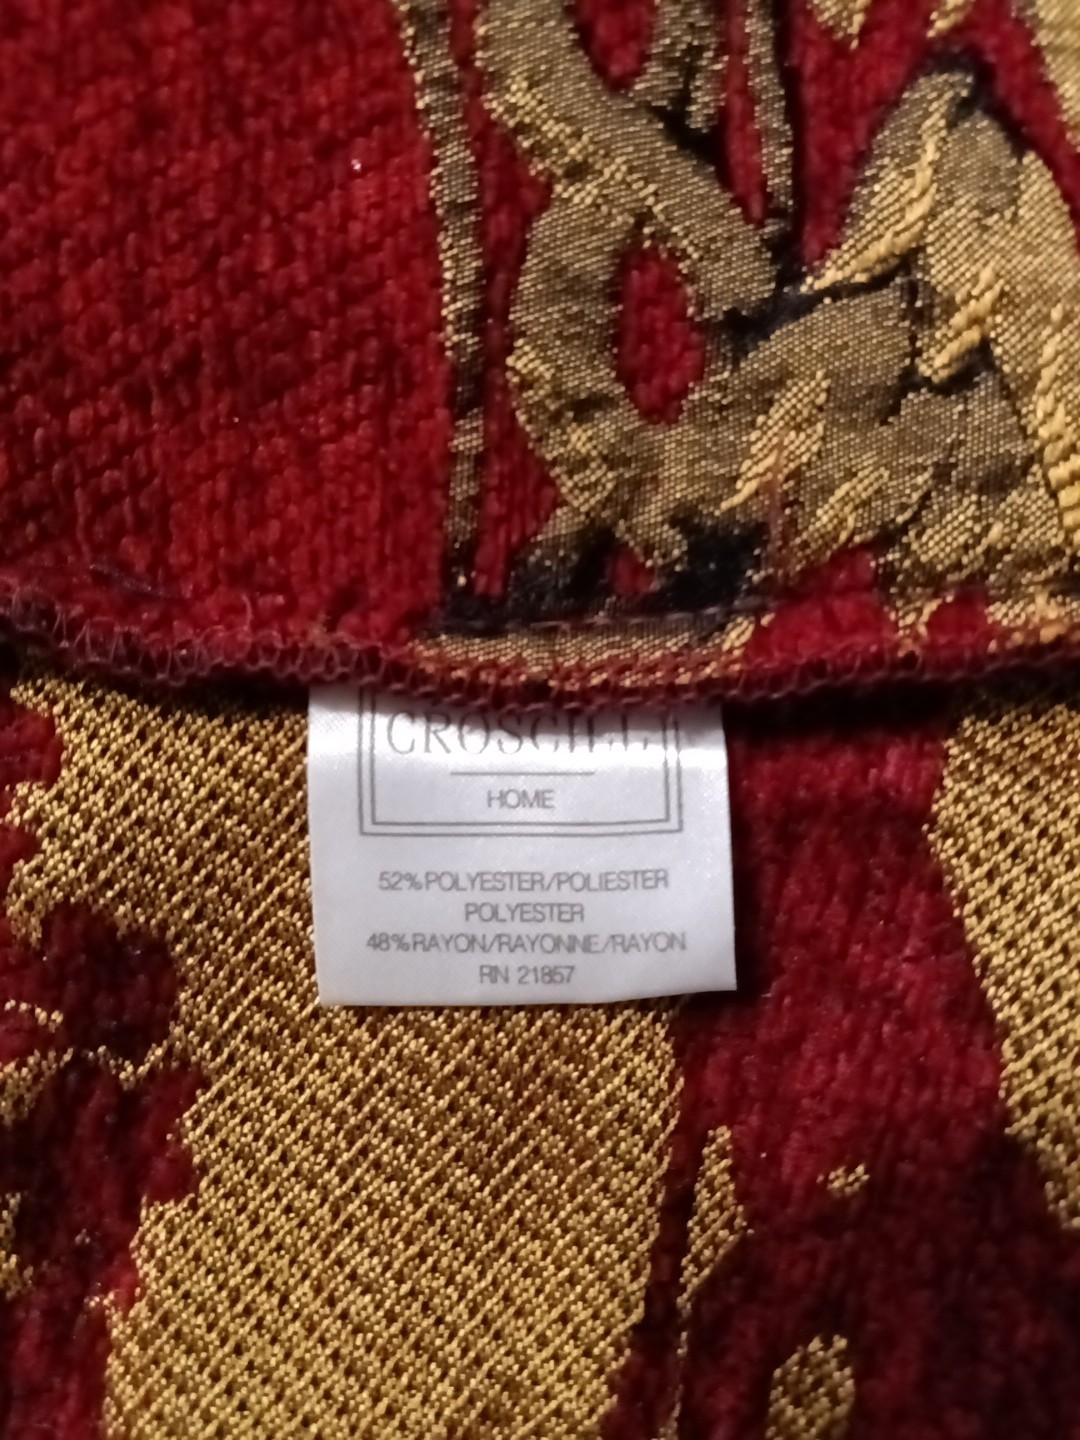 CROSCILL
HOME
52% POLYESTER/POLIESTER
POLYESTER
48% RAYON/RAYONNE/RAYON
RN 21857